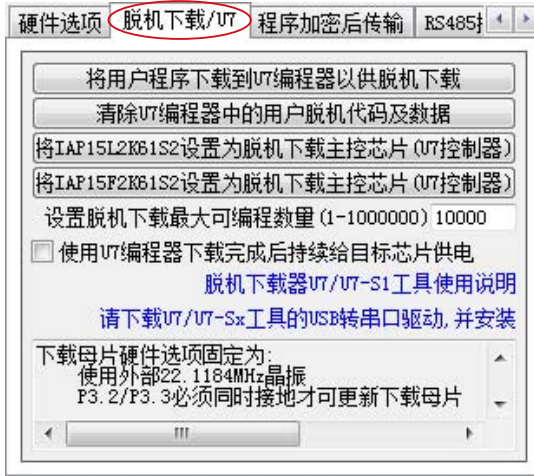 硬件选项 脱机下载/U7 程序加密后传输 RS485
将用户程序下载到U7编程器以供脱机下载
清除U7编程器中的用户脱机代码及数据
将IAP15L2K61S2设置为脱机下载主控芯片(U7控制器)
将IAP15F2K61S2设置为脱机下载主控芯片(U7控制器)
设置脱机下载最大可编程数量(1-1000000) 10000
使用U7编程器下载完成后持续给目标芯片供电
脱机下载器U7/U7-S1工具使用说明
请下载U7/U7-Sx工具的USB转串口驱动,并安装
下载母片硬件选项固定为:
使用外部22.1184MHz晶振
P3.2/P3.3必须同时接地才可更新下载母片